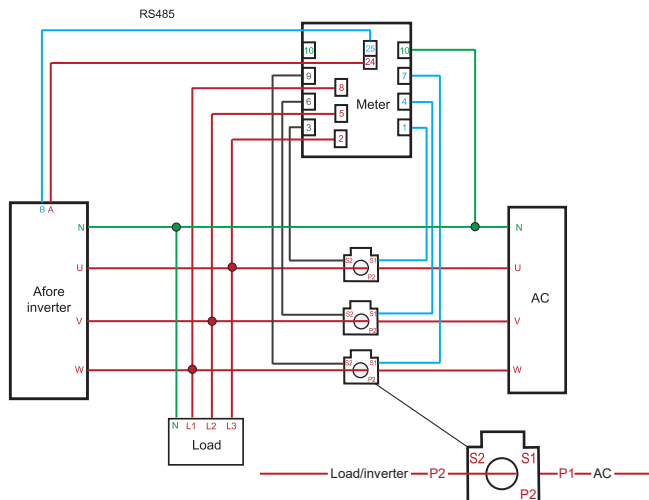 RS485
10
25
10
24
9
7
8
6
Meter
4
5
3
1
2
B A
N
N
S2
S1
U
P2
U
Afore
inverter
AC
S2
S1
V
P2
V
S2
S1
W
P2
W
N L1 L2 L3
Load
S2
S1
Load/inverter
P2
P1
AC
P2